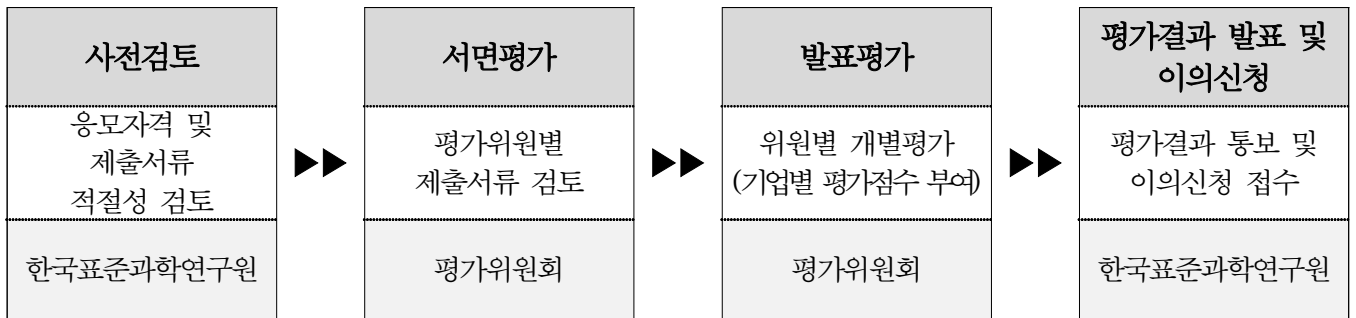 사전검토
응모자격 및
제출서류
적절성 검토
한국표준과학연구원
▶▶
서면평가
평가위원별
제출서류 검토
평가위원회
▶▶
발표평가
위원별 개별평가
(기업별 평가점수 부여)
평가위원회
▶▶
평가결과 발표 및
이의신청
평가결과 통보 및
이의신청 접수
한국표준과학연구원